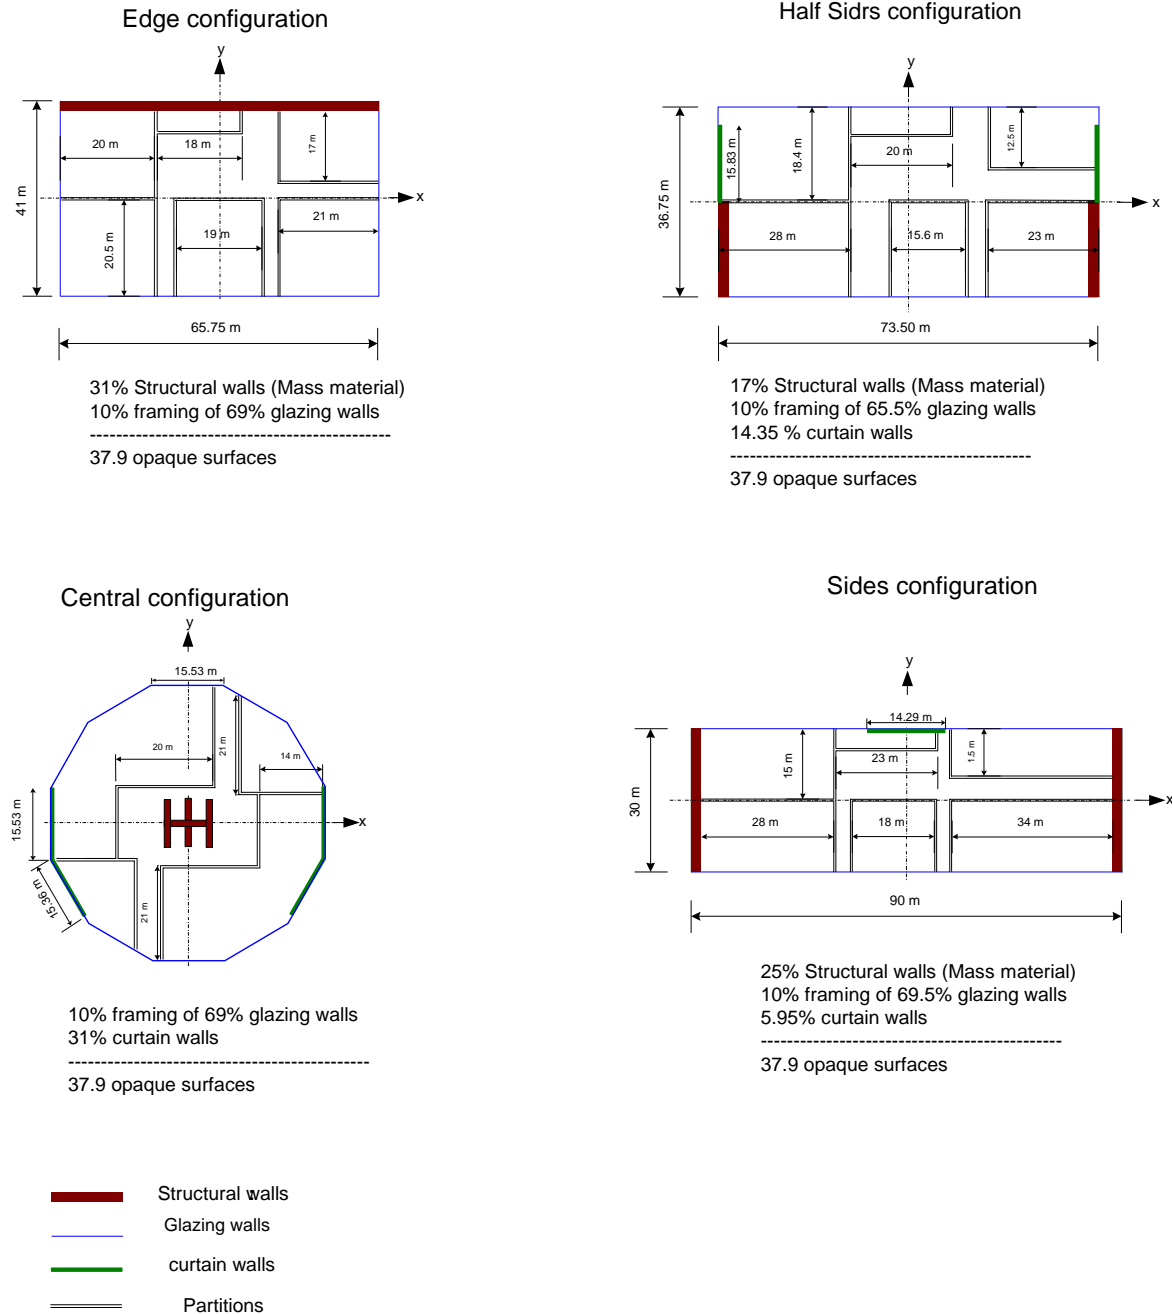 Edge configuration
y
20 m
18 m
17 m
41 m
x
20.5 m
19 m
21 m
65.75 m
31% Structural walls (Mass material)
10% framing of 69% glazing walls
------------------------------------------------
37.9 opaque surfaces
Half Sidrs configuration
y
15.83 m
18.4 m
20 m
12.5 m
36.75 m
x
28 m
15.6 m
23 m
73.50 m
17% Structural walls (Mass material)
10% framing of 65.5% glazing walls
14.35 % curtain walls
------------------------------------------------
37.9 opaque surfaces
Central configuration
y
15.53 m
20 m
21 m
14 m
15.53 m
x
15.36 m
21 m
10% framing of 69% glazing walls
31% curtain walls
------------------------------------------------
37.9 opaque surfaces
Sides configuration
y
14.29 m
15 m
23 m
1.5 m
30 m
x
28 m
18 m
34 m
90 m
25% Structural walls (Mass material)
10% framing of 69.5% glazing walls
5.95% curtain walls
------------------------------------------------
37.9 opaque surfaces
Structural walls
Glazing walls
curtain walls
Partitions